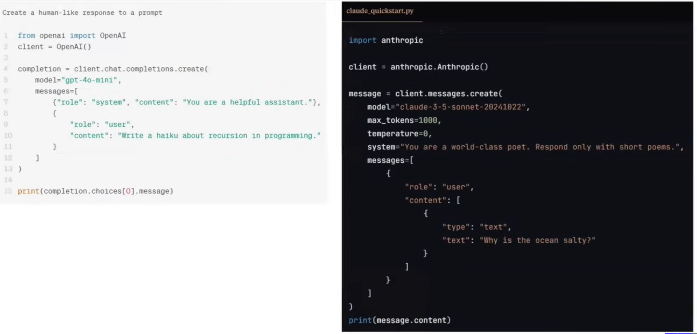 Create a human-like response to a prompt
1 from openai import OpenAI
2 client = OpenAI()
3
4 completion = client.chat.completions.create(
5     model="gpt-4o-mini",
6     messages=[
7         {"role": "system", "content": "You are a helpful assistant."},
8         {
9             "role": "user",
10             "content": "Write a haiku about recursion in programming."
11         }
12     ]
13 )
14
15 print(completion.choices[0].message)
claude_quickstart.py
import anthropic
client = anthropic.Anthropic()
message = client.messages.create(
    model="claude-3-5-sonnet-20241022",
    max_tokens=1000,
    temperature=0,
    system="You are a world-class poet. Respond only with short poems.",
    messages=[
        {
            "role": "user",
            "content": [
                {
                    "type": "text",
                    "text": "Why is the ocean salty?"
                }
            ]
        }
    ]
)
print(message.content)